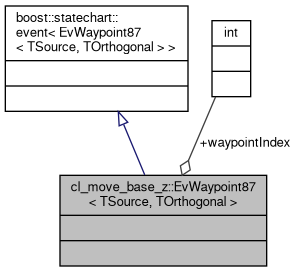 boost::statechart::
event< EvWaypoint87
< TSource, TOrthogonal > >
int
+waypointIndex
cl_move_base_z::EvWaypoint87
< TSource, TOrthogonal >